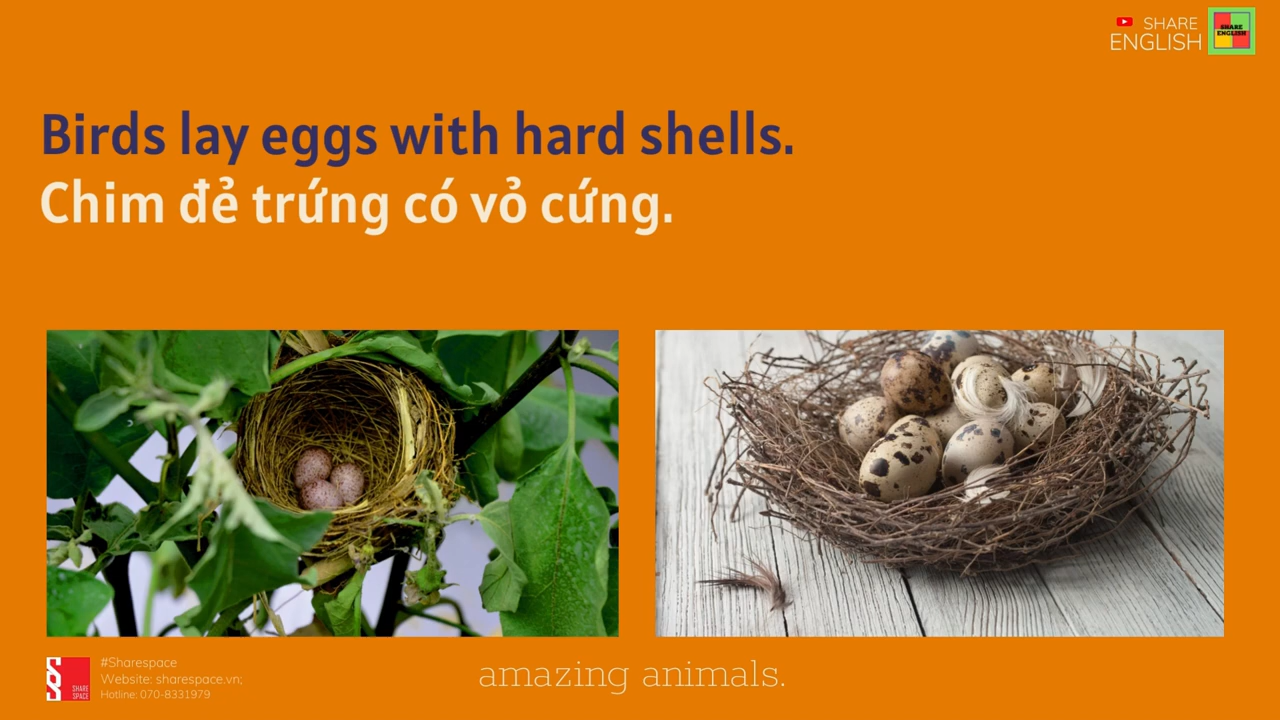 SHARE
ENGLISH
SHARE
ENGLISH
Birds lay eggs with hard shells.
Chim đẻ trứng có vỏ cứng.
#Sharespace
Website: sharespace.vn;
Hotline: 070-8331979
SHARE
SPACE
amazing animals.